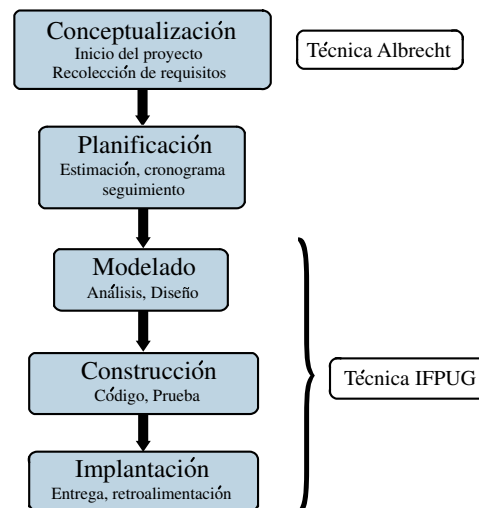 Conceptualización
Inicio del proyecto
Recolección de requisitos
Técnica Albrecht
Planificación
Estimación, cronograma
seguimiento
Modelado
Análisis, Diseño
Construcción
Código, Prueba
Técnica IFPUG
Implantación
Entrega, retroalimentación